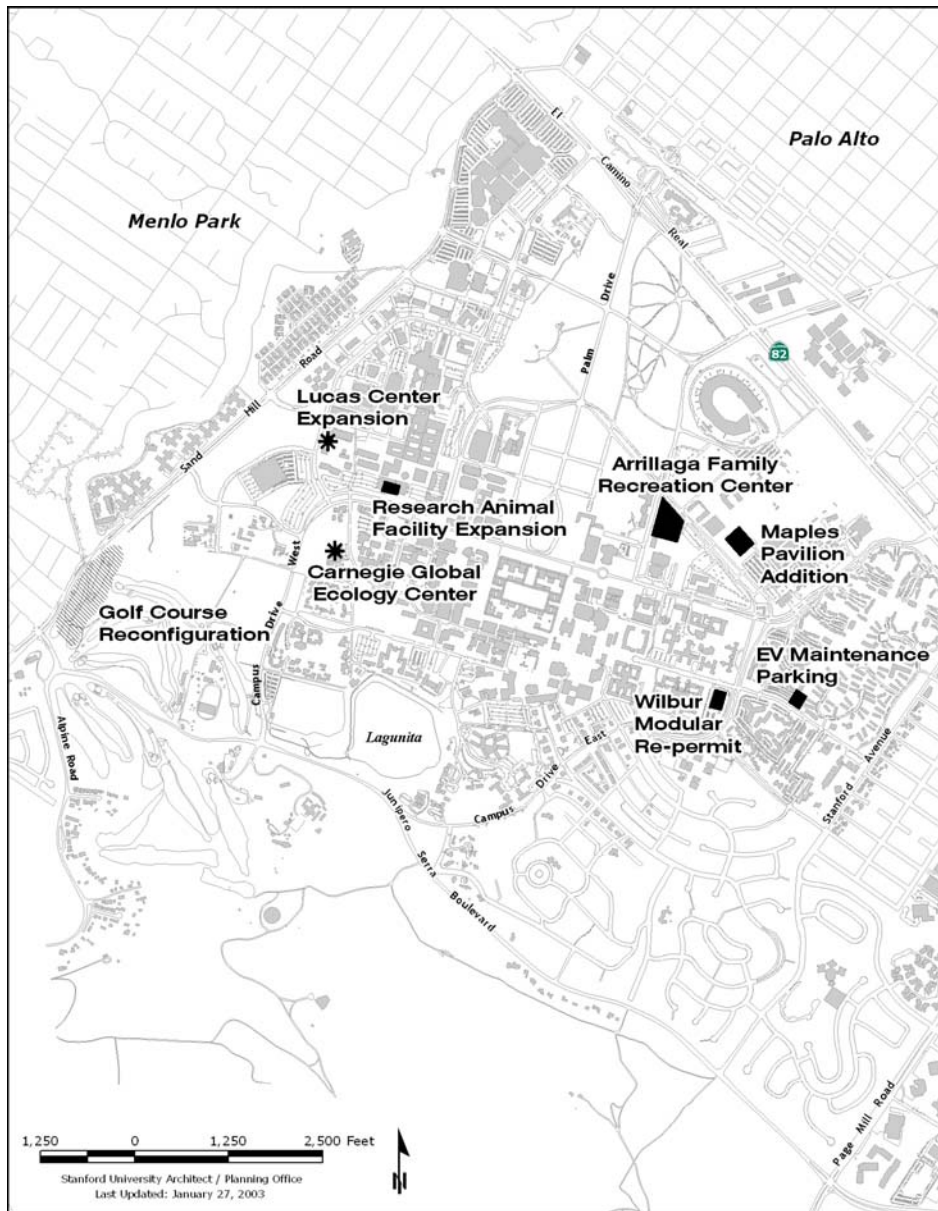 Palo Alto
Menlo Park
El
Camino
Real
82
Palm
Drive
Sand
Hill
Road
Lucas Center
Expansion
Research Animal
Facility Expansion
Arrillaga Family
Recreation Center
Maples
Pavilion
Addition
Carnegie Global
Ecology Center
Campus
Drive
West
Golf Course
Reconfiguration
EV Maintenance
Parking
Wilbur
Modular
Re-permit
Lagunita
Alpine Road
Campus
Drive
East
Stanford
Avenue
Junipero
Serra
Boulevard
Page Mill Road
1,250
0
1,250
2,500 Feet
N
Stanford University Architect / Planning Office
Last Updated: January 27, 2003